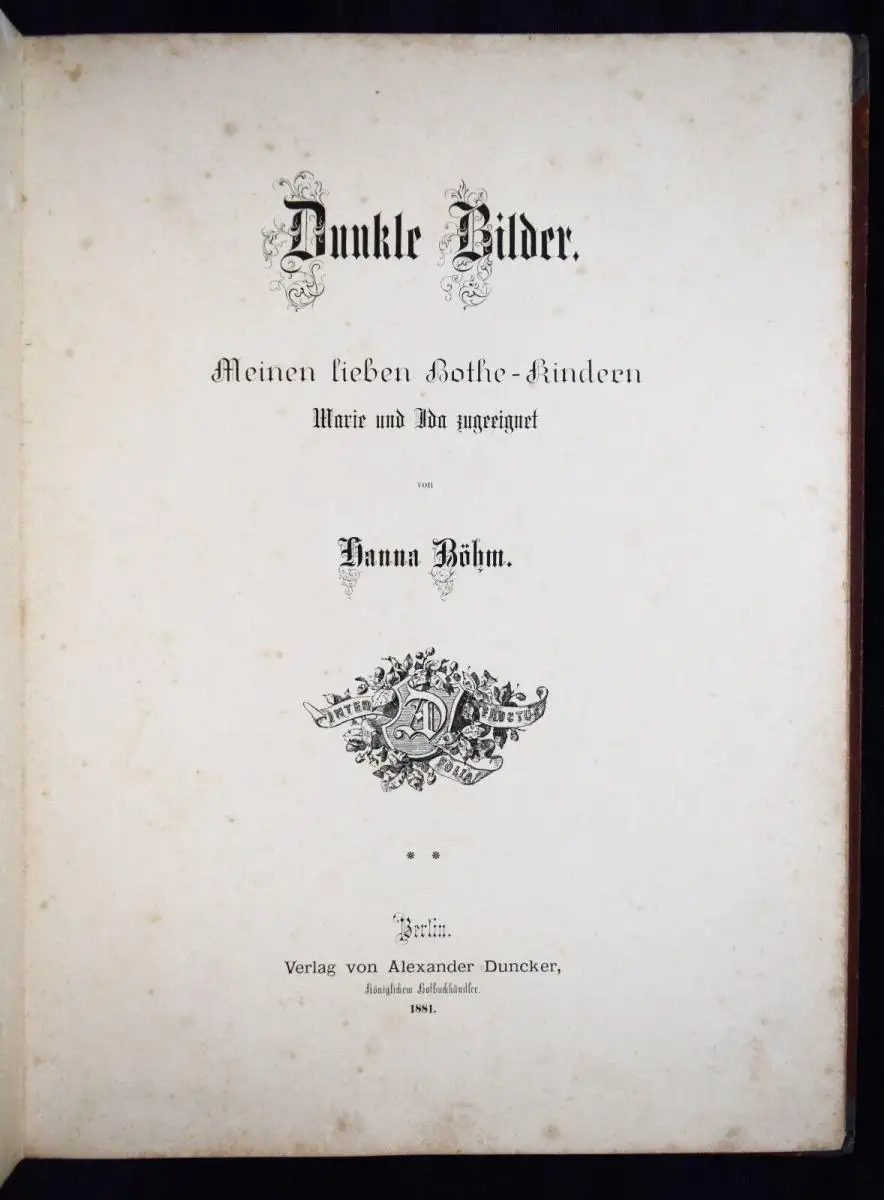 Dunkle Bilder.
Meinen lieben Bothe-Kindern
Marie und Ida zugeeignet
von
Hanna Böhm.
INTER FRUCTUS
D
FOLIA
* *
Berlin.
Verlag von Alexander Duncker,
Königlichem Hofbuchhändler.
1881.